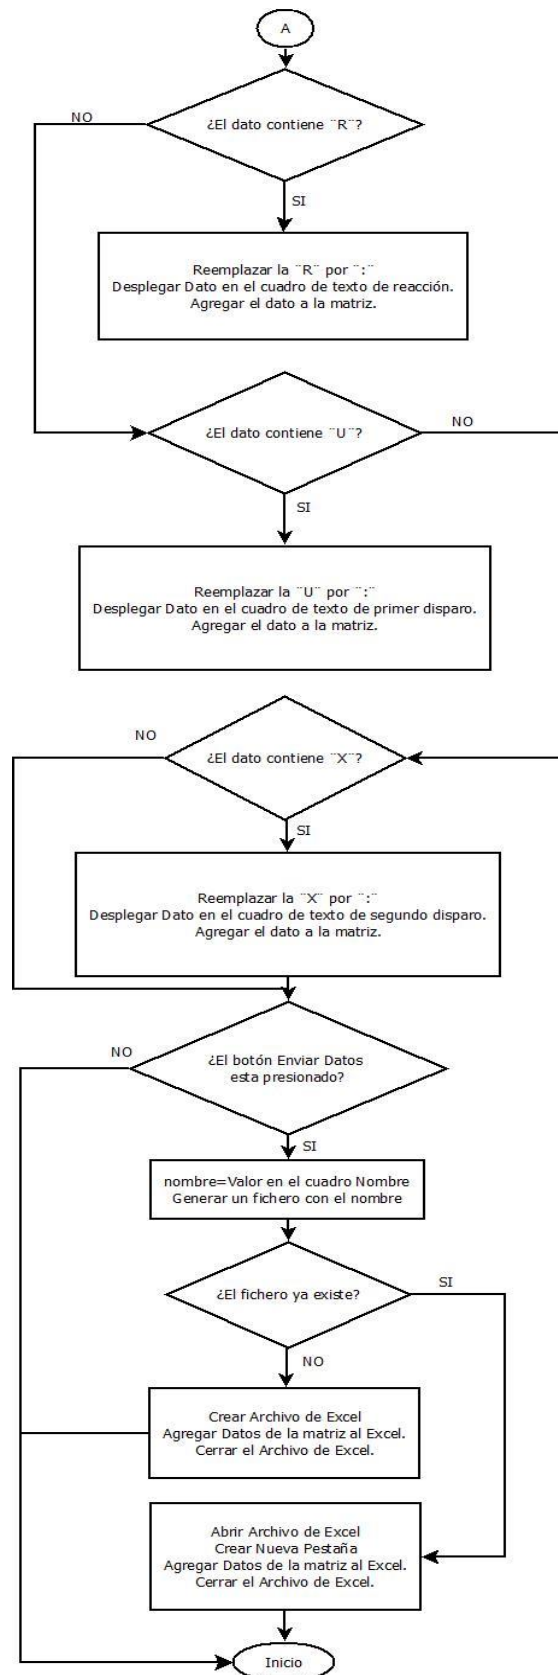 A
¿El dato contiene ¨R¨?
NO
SI
Reemplazar la ¨R¨ por ¨:¨
Desplegar Dato en el cuadro de texto de reacción.
Agregar el dato a la matriz.
¿El dato contiene ¨U¨?
NO
SI
Reemplazar la ¨U¨ por ¨:¨
Desplegar Dato en el cuadro de texto de primer disparo.
Agregar el dato a la matriz.
NO
¿El dato contiene ¨X¨?
SI
Reemplazar la ¨X¨ por ¨:¨
Desplegar Dato en el cuadro de texto de segundo disparo.
Agregar el dato a la matriz.
NO
¿El botón Enviar Datos
esta presionado?
SI
nombre=Valor en el cuadro Nombre
Generar un fichero con el nombre
¿El fichero ya existe?
SI
NO
Crear Archivo de Excel
Agregar Datos de la matriz al Excel.
Cerrar el Archivo de Excel.
Abrir Archivo de Excel
Crear Nueva Pestaña
Agregar Datos de la matriz al Excel.
Cerrar el Archivo de Excel.
Inicio